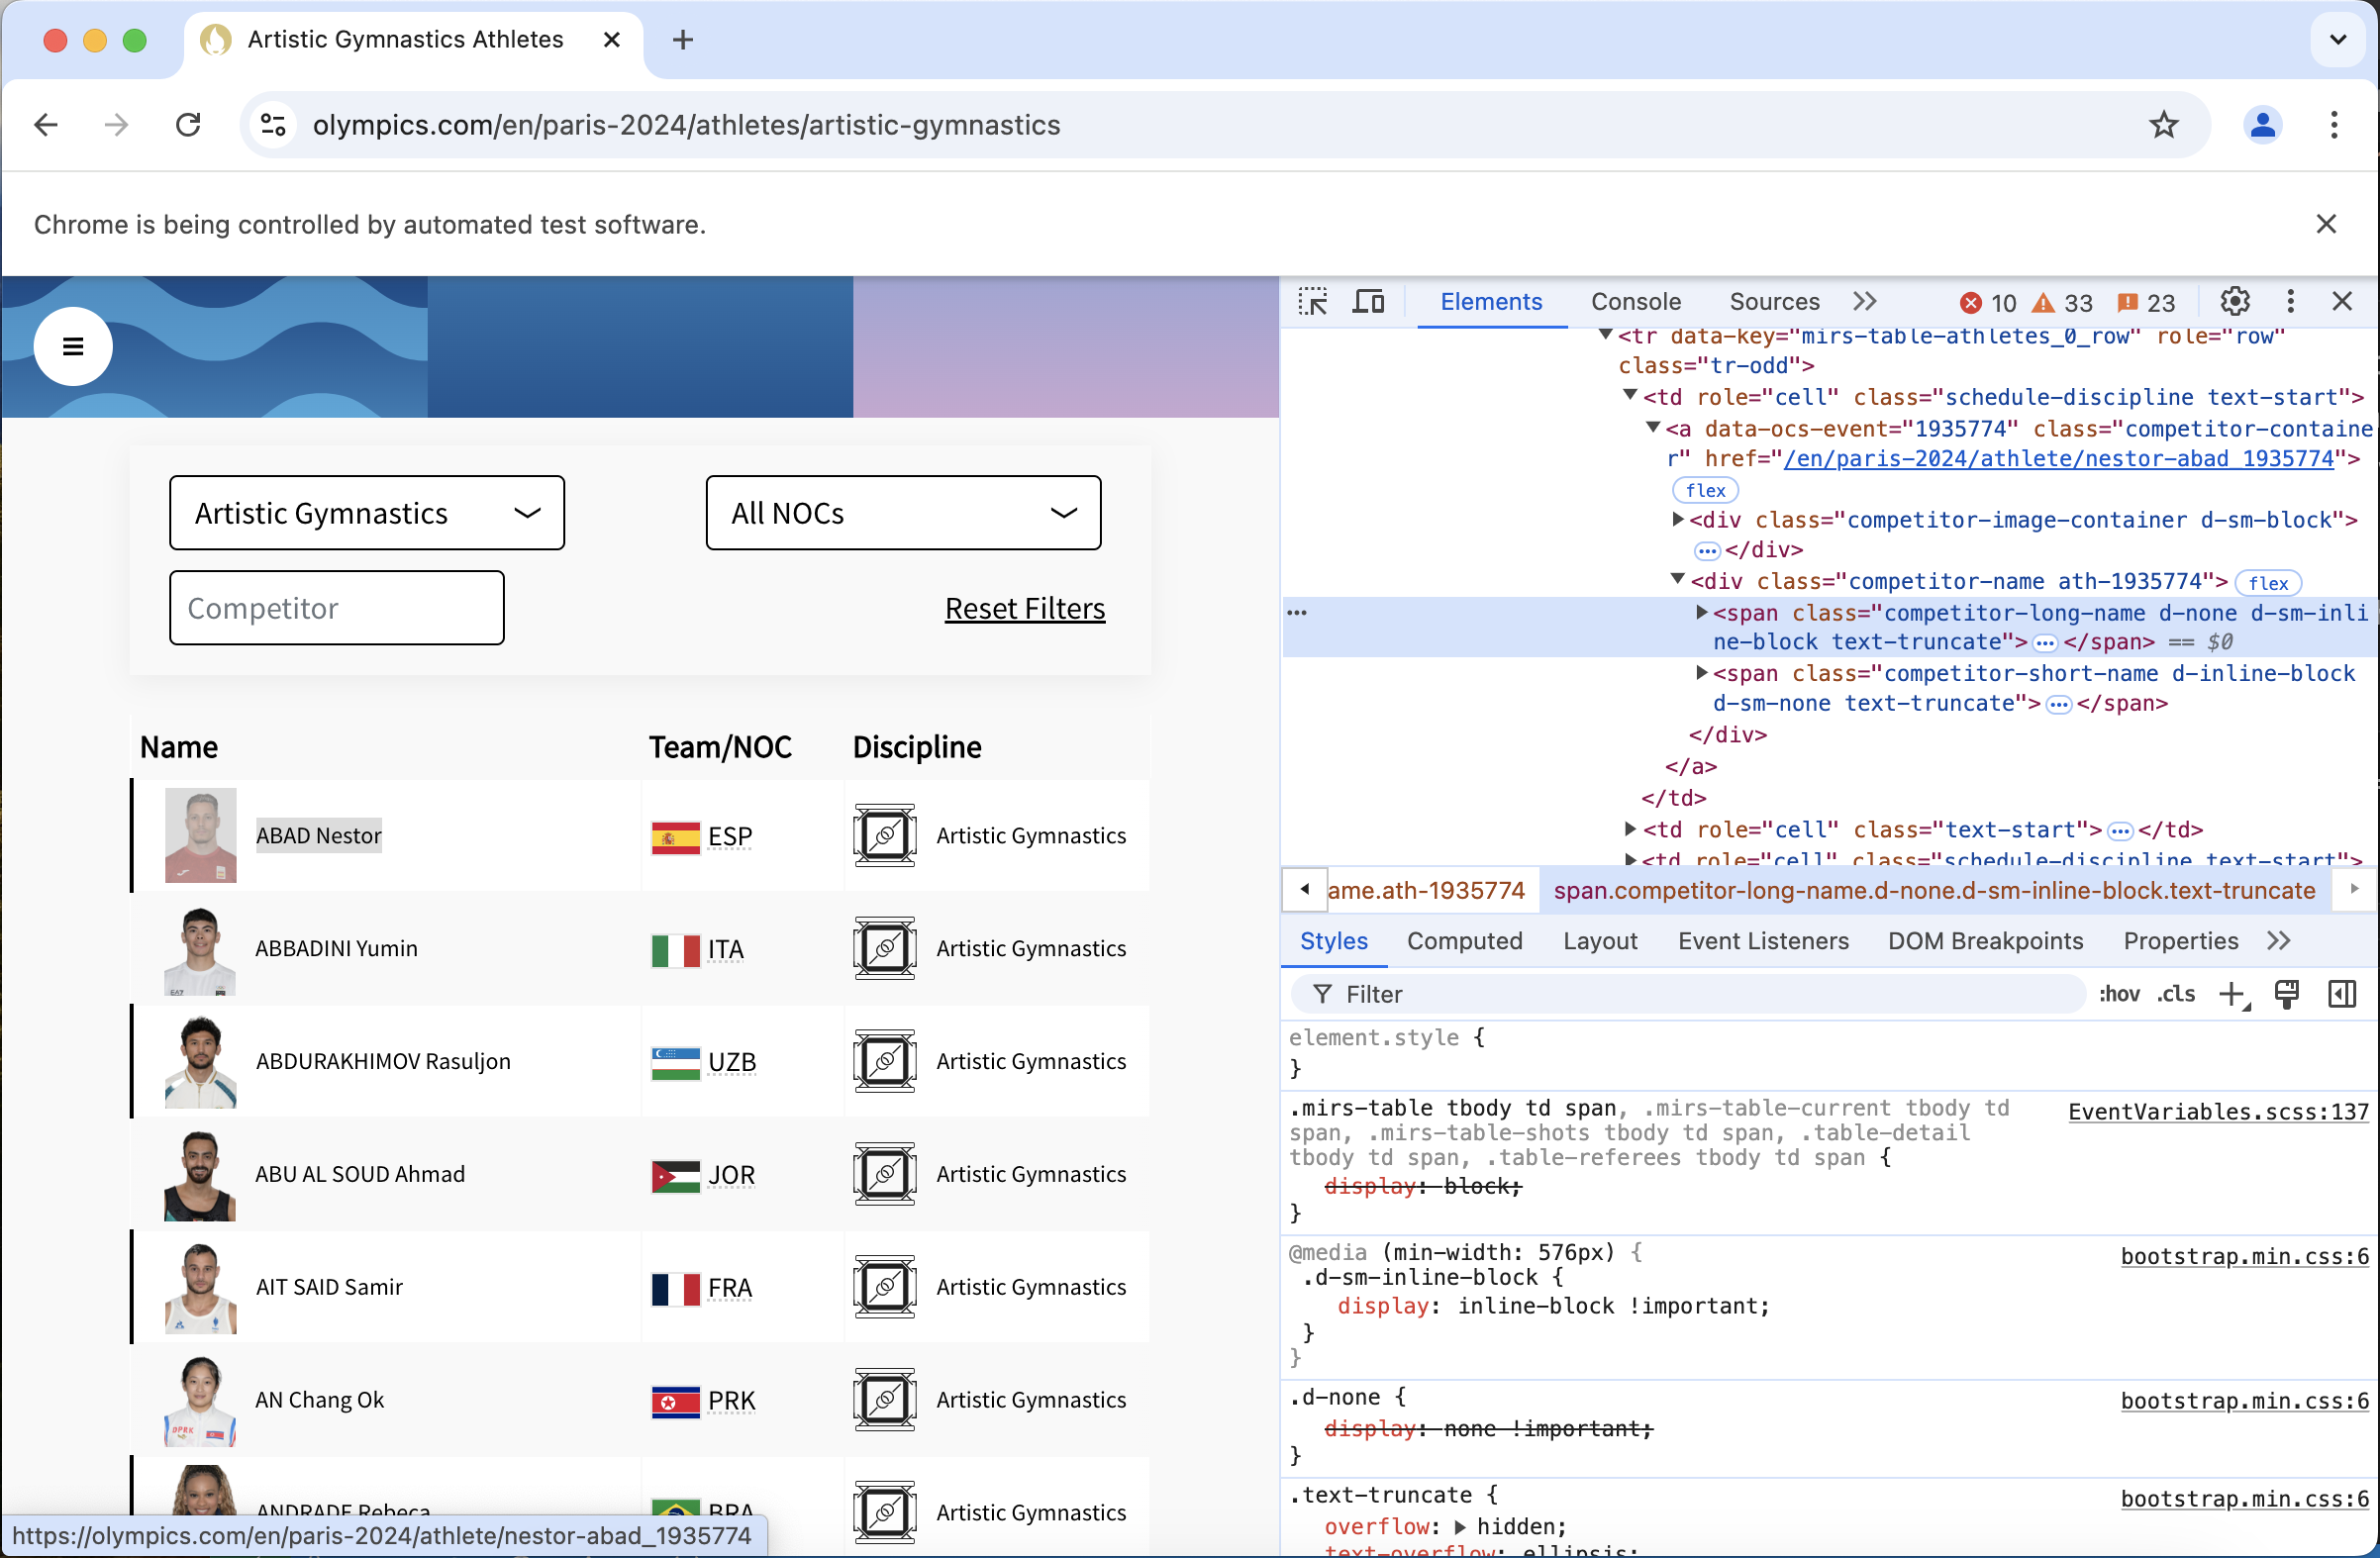 Artistic Gymnastics Athletes
olympics.com/en/paris-2024/athletes/artistic-gymnastics
Chrome is being controlled by automated test software.
Artistic Gymnastics
All NOCs
Competitor
Reset Filters
Name Team/NOC Discipline
ABAD Nestor ESP Artistic Gymnastics
ABBADINI Yumin ITA Artistic Gymnastics
ABDURAKHIMOV Rasuljon UZB Artistic Gymnastics
ABU AL SOUD Ahmad JOR Artistic Gymnastics
AIT SAID Samir FRA Artistic Gymnastics
AN Chang Ok PRK Artistic Gymnastics
ANDRADE Rebeca BRA Artistic Gymnastics
https://olympics.com/en/paris-2024/athlete/nestor-abad_1935774
Elements Console Sources 10 33 23
<tr data-key="mirs-table-athletes_0_row" role="row"
class="tr-odd">
<td role="cell" class="schedule-discipline text-start">
<a data-ocs-event="1935774" class="competitor-containe
r" href="/en/paris-2024/athlete/nestor-abad_1935774">
flex
<div class="competitor-image-container d-sm-block">
… </div>
<div class="competitor-name ath-1935774"> flex
… <span class="competitor-long-name d-none d-sm-inli
ne-block text-truncate"> … </span> == $0
<span class="competitor-short-name d-inline-block
d-sm-none text-truncate"> … </span>
</div>
</a>
</td>
<td role="cell" class="text-start"> … </td>
<td role="cell" class="schedule-discipline text-start">
ame.ath-1935774 span.competitor-long-name.d-none.d-sm-inline-block.text-truncate
Styles Computed Layout Event Listeners DOM Breakpoints Properties
Filter :hov .cls
element.style {
}
.mirs-table tbody td span, .mirs-table-current tbody td EventVariables.scss:137
span, .mirs-table-shots tbody td span, .table-detail
tbody td span, .table-referees tbody td span {
display: block;
}
@media (min-width: 576px) { bootstrap.min.css:6
.d-sm-inline-block {
display: inline-block !important;
}
}
.d-none { bootstrap.min.css:6
display: none !important;
}
.text-truncate { bootstrap.min.css:6
overflow: hidden;
text-overflow: ellipsis;